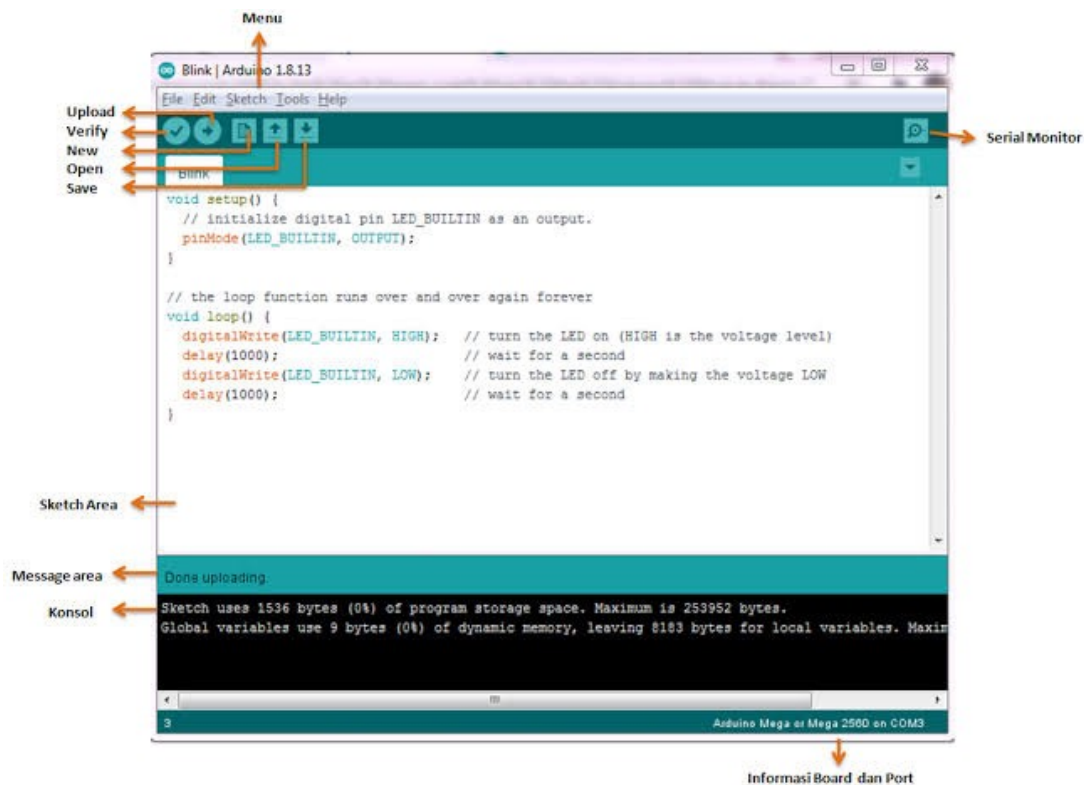 Menu
Blink | Arduino 1.8.13
File Edit Sketch Tools Help
Upload
Verify
New
Open
Save
Serial Monitor
Blink
void setup() {
  // initialize digital pin LED_BUILTIN as an output.
  pinMode(LED_BUILTIN, OUTPUT);
}
// the loop function runs over and over again forever
void loop() {
  digitalWrite(LED_BUILTIN, HIGH);   // turn the LED on (HIGH is the voltage level)
  delay(1000);                       // wait for a second
  digitalWrite(LED_BUILTIN, LOW);    // turn the LED off by making the voltage LOW
  delay(1000);                       // wait for a second
}
Sketch Area
Message area
Done uploading.
Konsol
Sketch uses 1536 bytes (0%) of program storage space. Maximum is 253952 bytes.
Global variables use 9 bytes (0%) of dynamic memory, leaving 8183 bytes for local variables. Maxim
3
Arduino Mega or Mega 2560 on COM3
Informasi Board dan Port